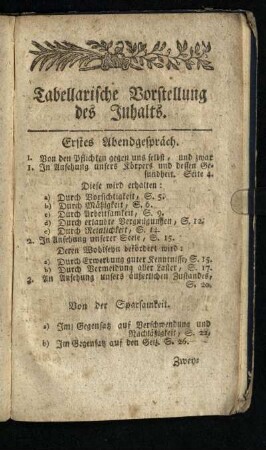 Tabellarische Vorstellung
des Inhalts.
Erstes Abendgespräch.
1. Von den Pflichten gegen uns selbst, und zwar
1. In Ansehung unsers Körpers und dessen Ge-
sundheit. Seite 4.
Diese wird erhalten:
a) Durch Vorsichtigkeit, S. 5.
b) Durch Mäßigkeit, S. 6.
c) Durch Arbeitsamkeit, S. 9.
d) Durch erlaubte Vergnügungen, S. 12.
e) Durch Reinlichkeit, S. 14.
2. In Ansehung unserer Seele, S. 15.
Deren Wohlseyn befördert wird:
a) Durch Erwerbung guter Kenntnisse, S. 15.
b) Durch Vermeidung aller Laster, S. 17.
3. An Ansehung unsers äußerlichen Zustandes,
S. 20.
Von der Sparsamkeit.
a) Im Gegensatz auf Verschwendung und
Nachläßigkeit, S. 22.
b) Im Gegensatz auf den Geiz. S. 26.
Zwey-